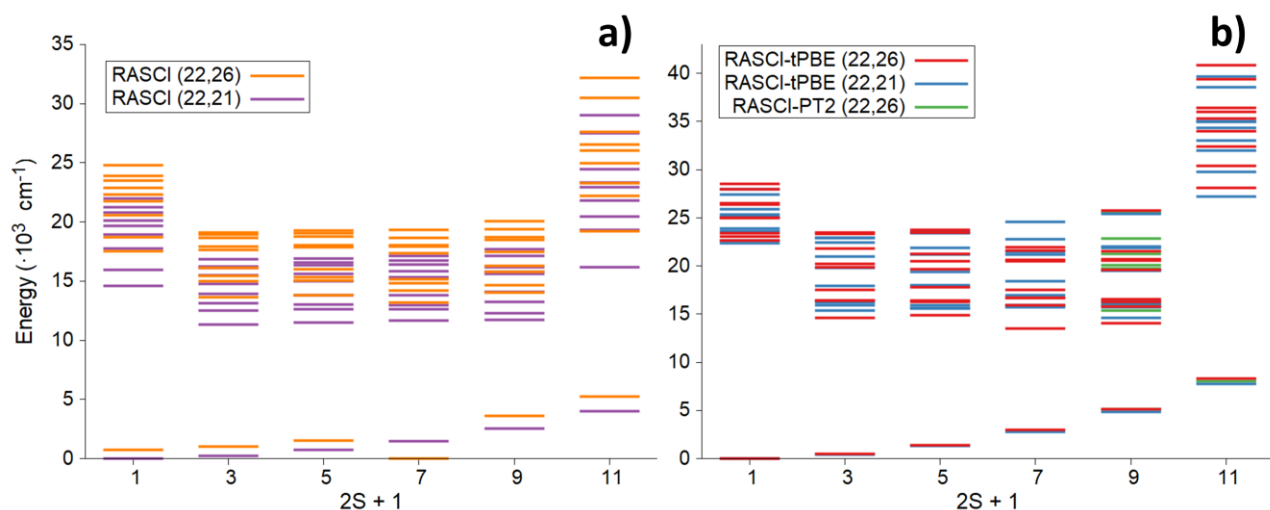 a)
RASCI (22,26)
RASCI (22,21)
Energy (·10³ cm⁻¹)
35
30
25
20
15
10
5
0
1 3 5 7 9 11
2S + 1
b)
RASCI-tPBE (22,26)
RASCI-tPBE (22,21)
RASCI-PT2 (22,26)
40
35
30
25
20
15
10
5
0
1 3 5 7 9 11
2S + 1